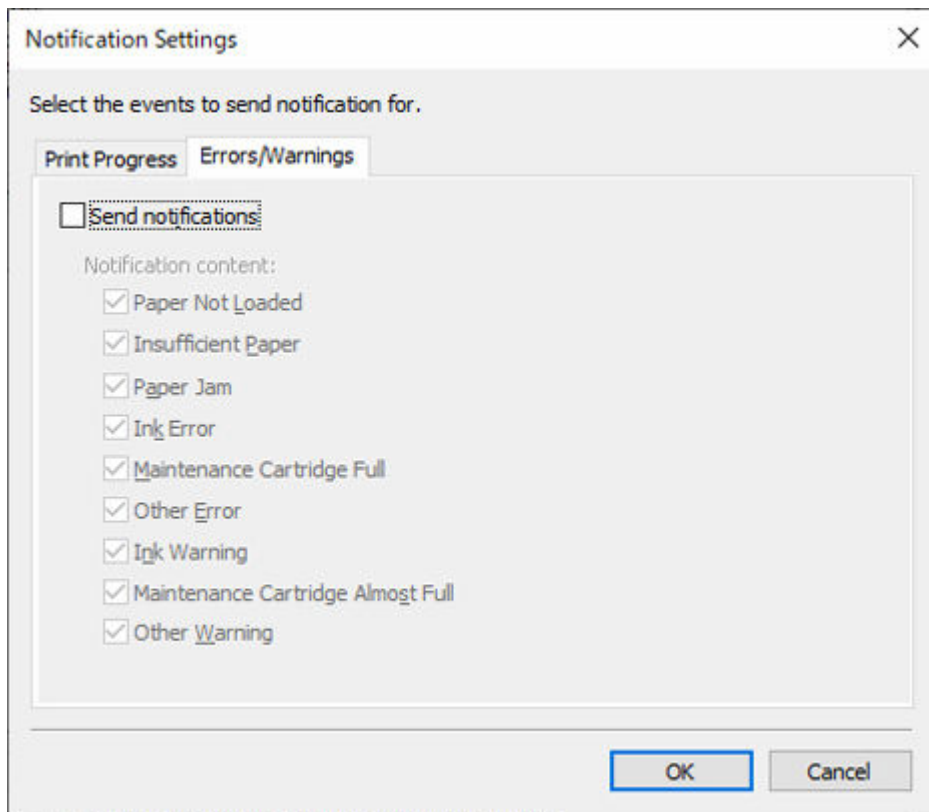 Notification Settings
Select the events to send notification for.
Print Progress Errors/Warnings
Send notifications
Notification content:
Paper Not Loaded
Insufficient Paper
Paper Jam
Ink Error
Maintenance Cartridge Full
Other Error
Ink Warning
Maintenance Cartridge Almost Full
Other Warning
OK Cancel